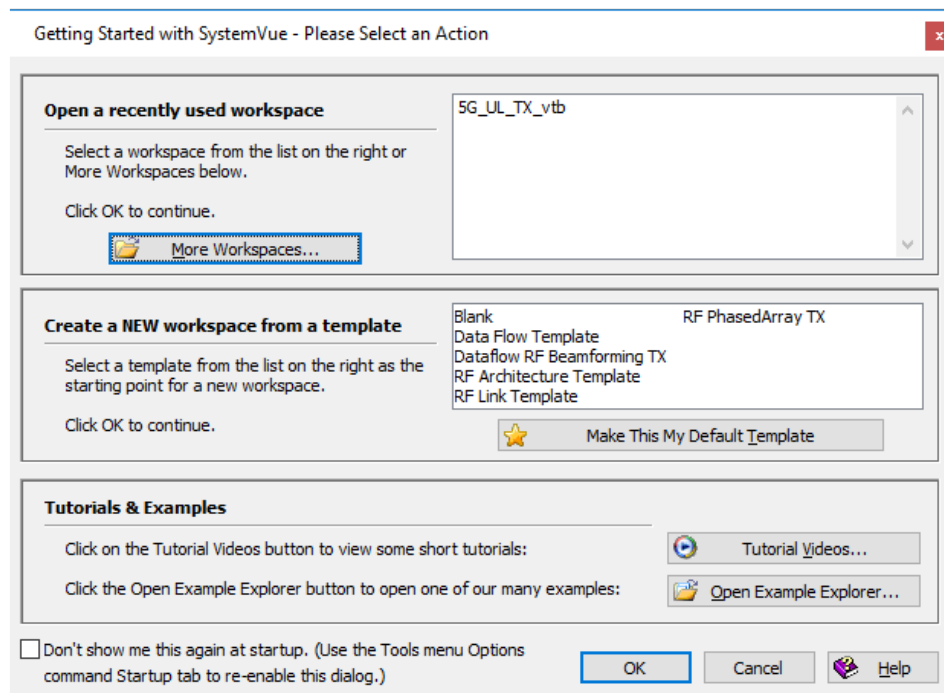 Getting Started with SystemVue - Please Select an Action
x
Open a recently used workspace
Select a workspace from the list on the right or
More Workspaces below.
Click OK to continue.
More Workspaces...
5G_UL_TX_vtb
Create a NEW workspace from a template
Select a template from the list on the right as the
starting point for a new workspace.
Click OK to continue.
Blank
Data Flow Template
Dataflow RF Beamforming TX
RF Architecture Template
RF Link Template
RF PhasedArray TX
Make This My Default Template
Tutorials & Examples
Click on the Tutorial Videos button to view some short tutorials:
Tutorial Videos...
Click the Open Example Explorer button to open one of our many examples:
Open Example Explorer...
Don't show me this again at startup. (Use the Tools menu Options
command Startup tab to re-enable this dialog.)
OK
Cancel
Help